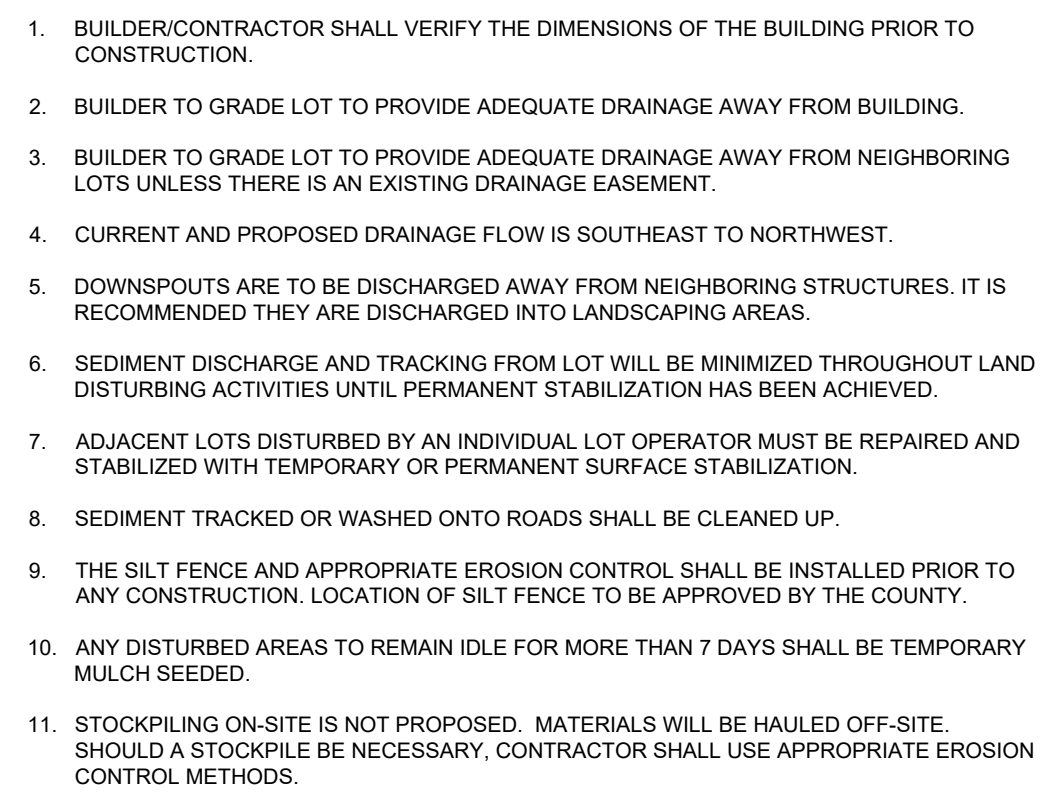 1. BUILDER/CONTRACTOR SHALL VERIFY THE DIMENSIONS OF THE BUILDING PRIOR TO
CONSTRUCTION.
2. BUILDER TO GRADE LOT TO PROVIDE ADEQUATE DRAINAGE AWAY FROM BUILDING.
3. BUILDER TO GRADE LOT TO PROVIDE ADEQUATE DRAINAGE AWAY FROM NEIGHBORING
LOTS UNLESS THERE IS AN EXISTING DRAINAGE EASEMENT.
4. CURRENT AND PROPOSED DRAINAGE FLOW IS SOUTHEAST TO NORTHWEST.
5. DOWNSPOUTS ARE TO BE DISCHARGED AWAY FROM NEIGHBORING STRUCTURES. IT IS
RECOMMENDED THEY ARE DISCHARGED INTO LANDSCAPING AREAS.
6. SEDIMENT DISCHARGE AND TRACKING FROM LOT WILL BE MINIMIZED THROUGHOUT LAND
DISTURBING ACTIVITIES UNTIL PERMANENT STABILIZATION HAS BEEN ACHIEVED.
7. ADJACENT LOTS DISTURBED BY AN INDIVIDUAL LOT OPERATOR MUST BE REPAIRED AND
STABILIZED WITH TEMPORARY OR PERMANENT SURFACE STABILIZATION.
8. SEDIMENT TRACKED OR WASHED ONTO ROADS SHALL BE CLEANED UP.
9. THE SILT FENCE AND APPROPRIATE EROSION CONTROL SHALL BE INSTALLED PRIOR TO
ANY CONSTRUCTION. LOCATION OF SILT FENCE TO BE APPROVED BY THE COUNTY.
10. ANY DISTURBED AREAS TO REMAIN IDLE FOR MORE THAN 7 DAYS SHALL BE TEMPORARY
MULCH SEEDED.
11. STOCKPILING ON-SITE IS NOT PROPOSED. MATERIALS WILL BE HAULED OFF-SITE.
SHOULD A STOCKPILE BE NECESSARY, CONTRACTOR SHALL USE APPROPRIATE EROSION
CONTROL METHODS.